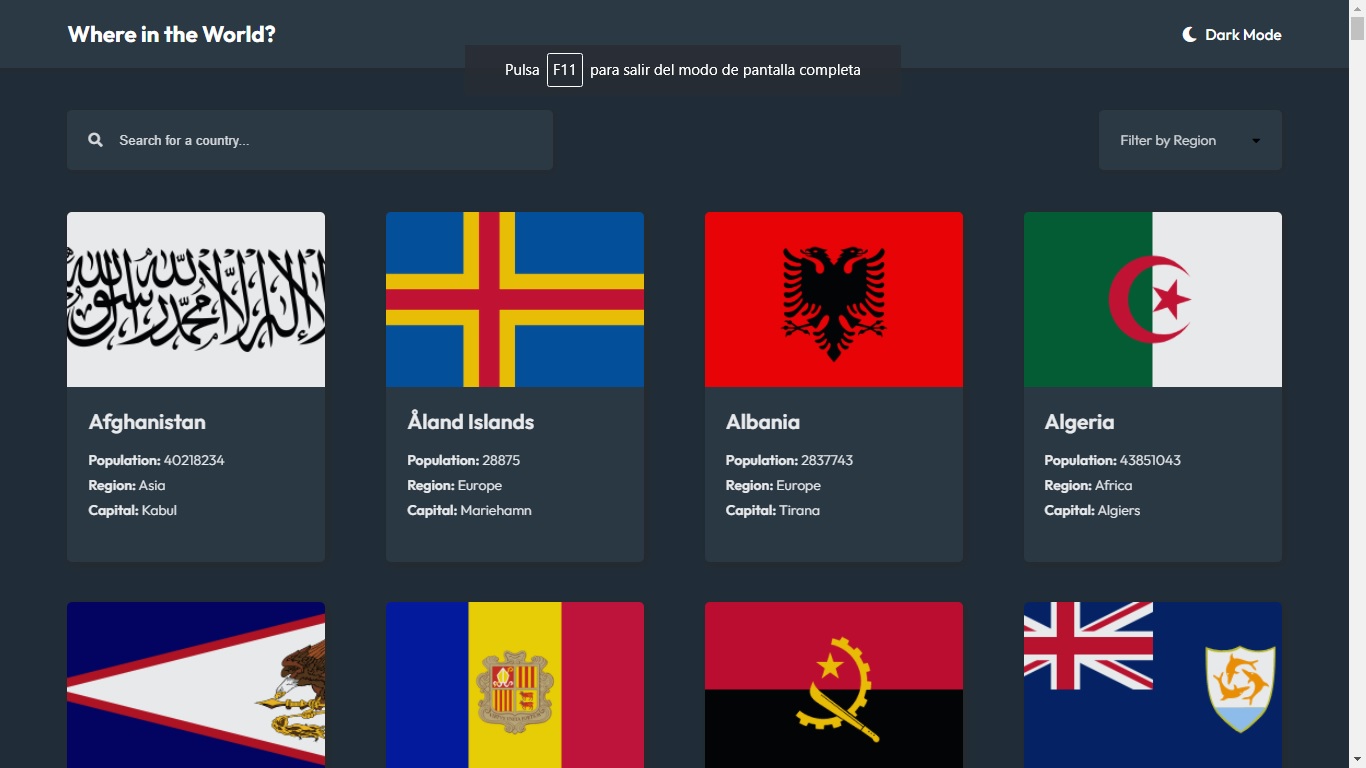 Where in the World?
Dark Mode
Pulsa F11 para salir del modo de pantalla completa
Search for a country...
Filter by Region
Afghanistan
Population: 40218234
Region: Asia
Capital: Kabul
Åland Islands
Population: 28875
Region: Europe
Capital: Mariehamn
Albania
Population: 2837743
Region: Europe
Capital: Tirana
Algeria
Population: 43851043
Region: Africa
Capital: Algiers